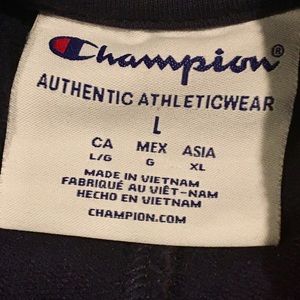 Champion®
AUTHENTIC ATHLETICWEAR
L
CA MEX ASIA
L/G G XL
MADE IN VIETNAM
FABRIQUÉ AU VIÊT-NAM
HECHO EN VIETNAM
CHAMPION.COM